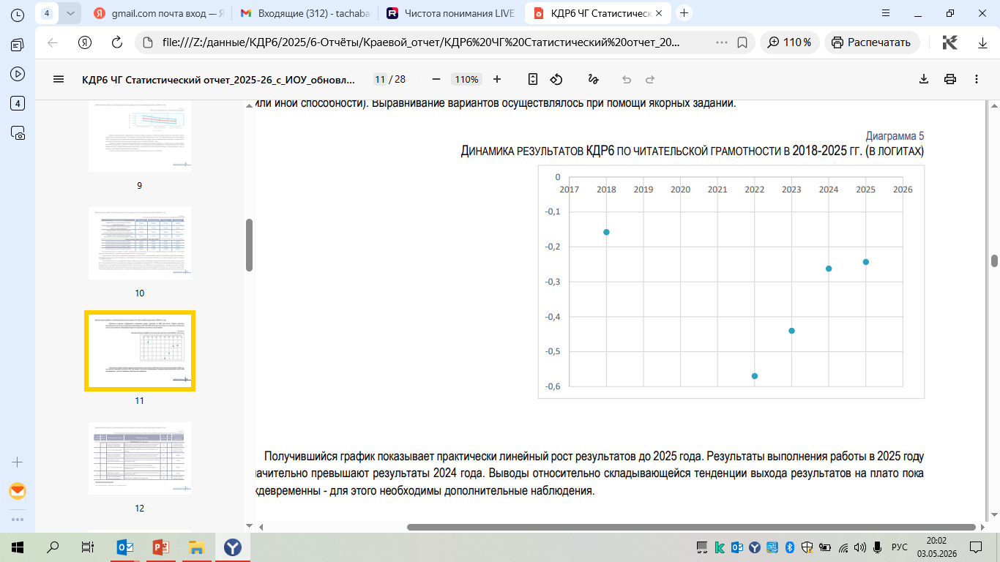 4
gmail.com почта вход — Я
Входящие (312) - tachaba
Чистота понимания LIVE
КДР6 ЧГ Статистическ
file:///Z:/данные/КДР6/2025/6-Отчёты/Краевой_отчет/КДР6%20ЧГ%20Статистический%20отчет_20...
110 %
Распечатать
КДР6 ЧГ Статистический отчет_2025-26_с_ИОУ_обновл...
11 / 28
110%
4
9
10
11
12
или иной способности). Выравнивание вариантов осуществлялось при помощи якорных заданий.
Диаграмма 5
ДИНАМИКА РЕЗУЛЬТАТОВ КДР6 ПО ЧИТАТЕЛЬСКОЙ ГРАМОТНОСТИ В 2018-2025 ГГ. (В ЛОГИТАХ)
0
2017 2018 2019 2020 2021 2022 2023 2024 2025 2026
-0,1
-0,2
-0,3
-0,4
-0,5
-0,6
Получившийся график показывает практически линейный рост результатов до 2025 года. Результаты выполнения работы в 2025 году
ачительно превышают результаты 2024 года. Выводы относительно складывающейся тенденции выхода результатов на плато пока
ждевременны - для этого необходимы дополнительные наблюдения.
РУС
20:02
03.05.2026